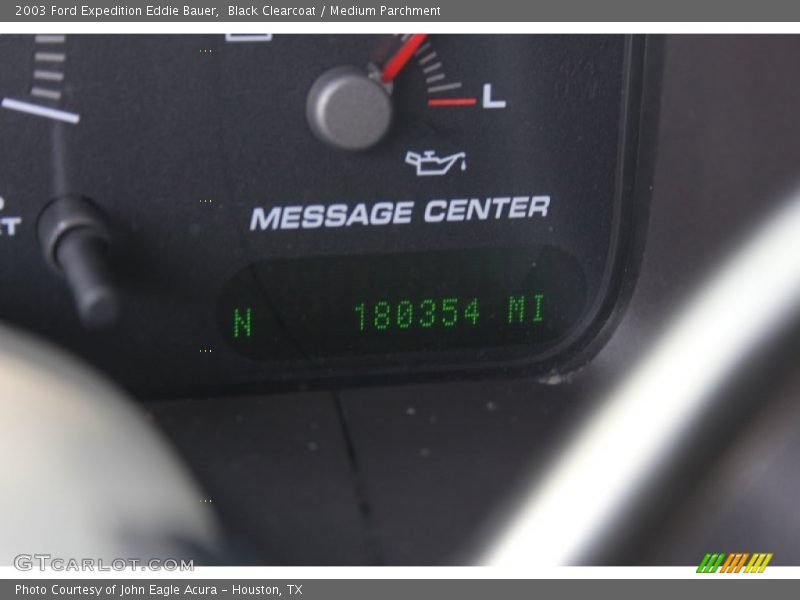 2003 Ford Expedition Eddie Bauer,  Black Clearcoat / Medium Parchment
L
MESSAGE CENTER
N 180354 MI
GTCARLOT.COM
Photo Courtesy of John Eagle Acura - Houston, TX